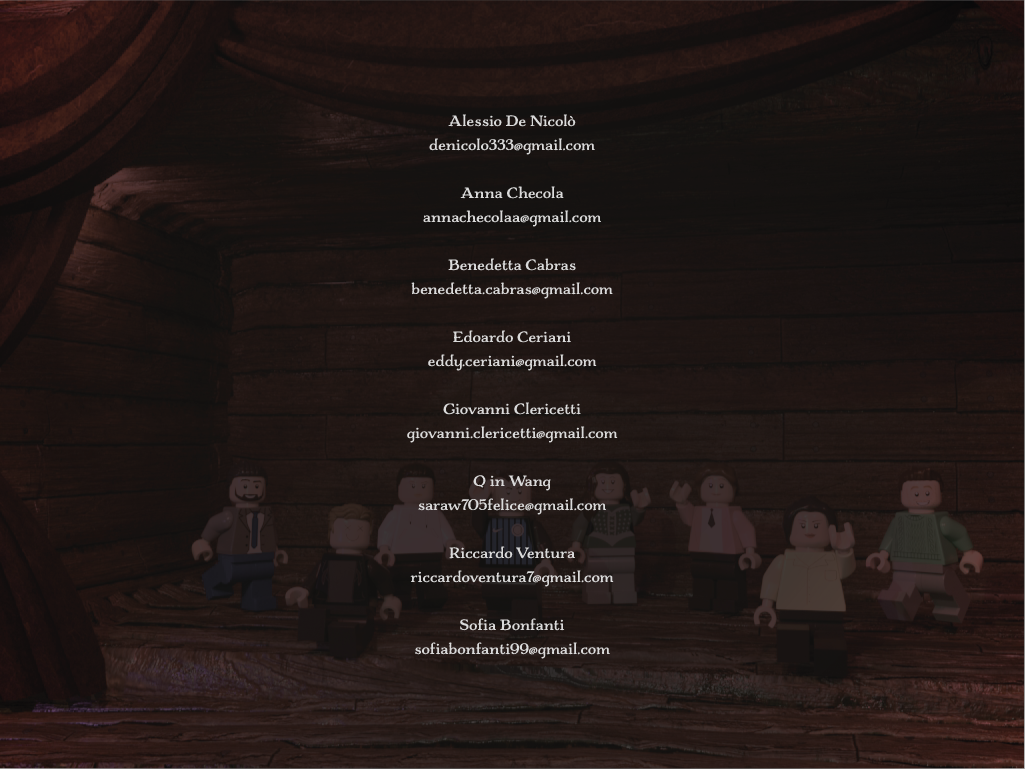 Alessio De Nicolò
denicolo333@gmail.com
Anna Checola
annachecolaa@gmail.com
Benedetta Cabras
benedetta.cabras@gmail.com
Edoardo Ceriani
eddy.ceriani@gmail.com
Giovanni Clericetti
giovanni.clericetti@gmail.com
Q in Wang
saraw705felice@gmail.com
Riccardo Ventura
riccardoventura7@gmail.com
Sofia Bonfanti
sofiabonfanti99@gmail.com